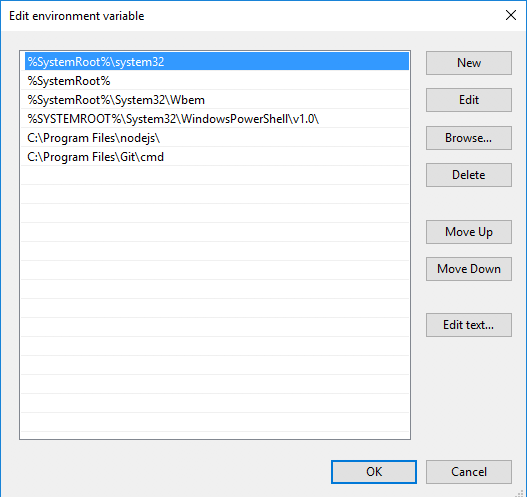 Edit environment variable
%SystemRoot%\system32
%SystemRoot%
%SystemRoot%\System32\Wbem
%SYSTEMROOT%\System32\WindowsPowerShell\v1.0\
C:\Program Files\nodejs\
C:\Program Files\Git\cmd
New
Edit
Browse...
Delete
Move Up
Move Down
Edit text...
OK
Cancel